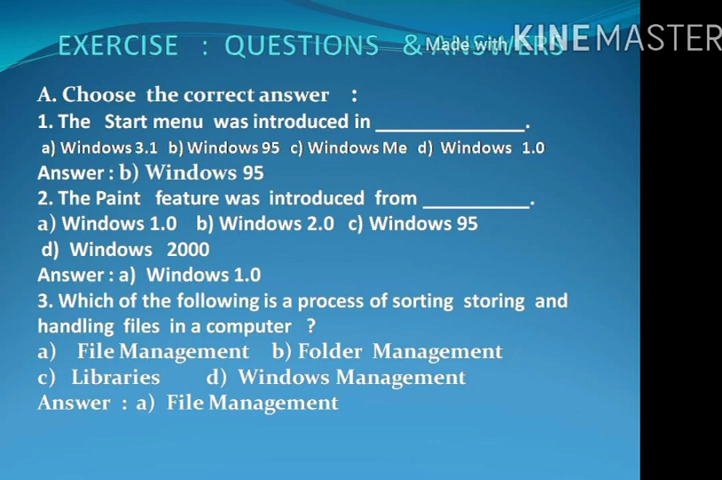 EXERCISE : QUESTIONS & ANSWERS
Made with KINEMASTER
A. Choose the correct answer :
1. The Start menu was introduced in _______________.
a) Windows 3.1 b) Windows 95 c) Windows Me d) Windows 1.0
Answer : b) Windows 95
2. The Paint feature was introduced from ___________.
a) Windows 1.0 b) Windows 2.0 c) Windows 95
d) Windows 2000
Answer : a) Windows 1.0
3. Which of the following is a process of sorting storing and
handling files in a computer ?
a) File Management b) Folder Management
c) Libraries d) Windows Management
Answer : a) File Management